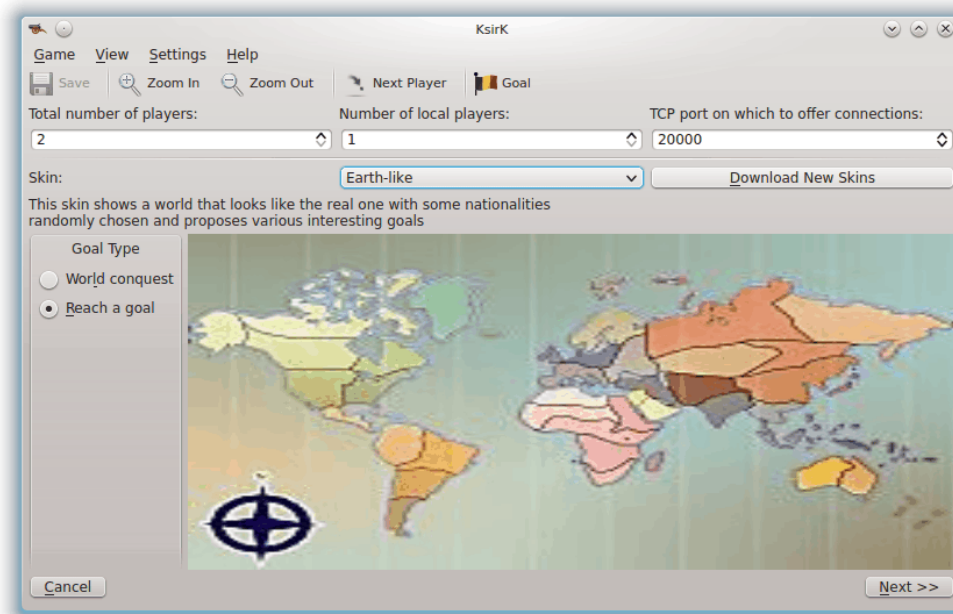 KsirK
Game View Settings Help
Save Zoom In Zoom Out Next Player Goal
Total number of players: Number of local players: TCP port on which to offer connections:
2 1 20000
Skin: Earth-like Download New Skins
This skin shows a world that looks like the real one with some nationalities
randomly chosen and proposes various interesting goals
Goal Type
World conquest
Reach a goal
Cancel Next >>